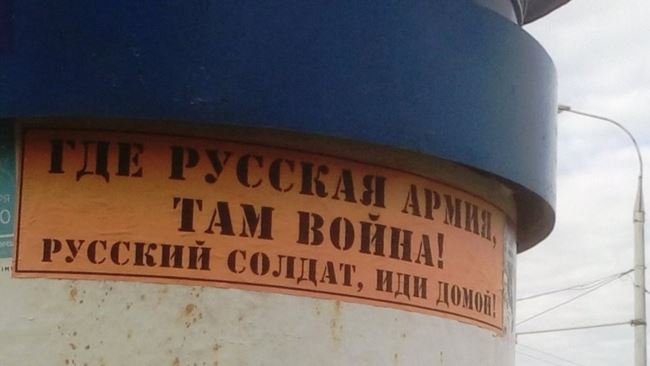 ГДЕ РУССКАЯ АРМИЯ,
ТАМ ВОЙНА!
РУССКИЙ СОЛДАТ, ИДИ ДОМОЙ!